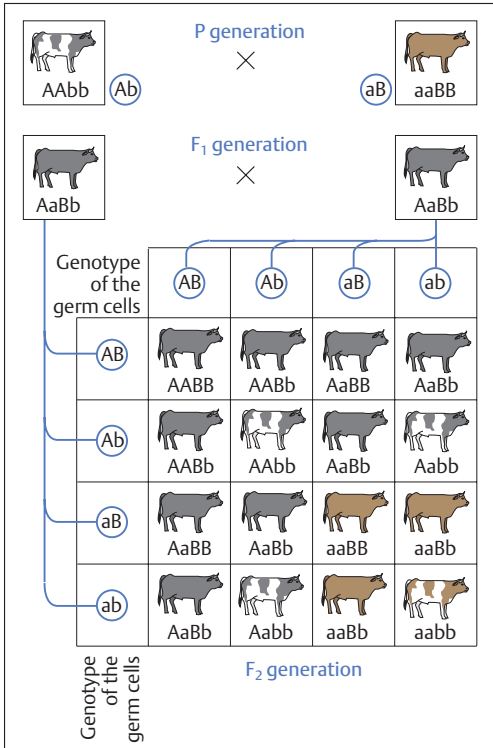 P generation
×
AAbb
Ab
aB
aaBB
F₁ generation
×
AaBb
AaBb
Genotype
of the
germ cells
AB
Ab
aB
ab
AB
AABB
AABb
AaBB
AaBb
Ab
AABb
AAbb
AaBb
Aabb
aB
AaBB
AaBb
aaBB
aaBb
ab
AaBb
Aabb
aaBb
aabb
Genotype
of the
germ cells
F₂ generation